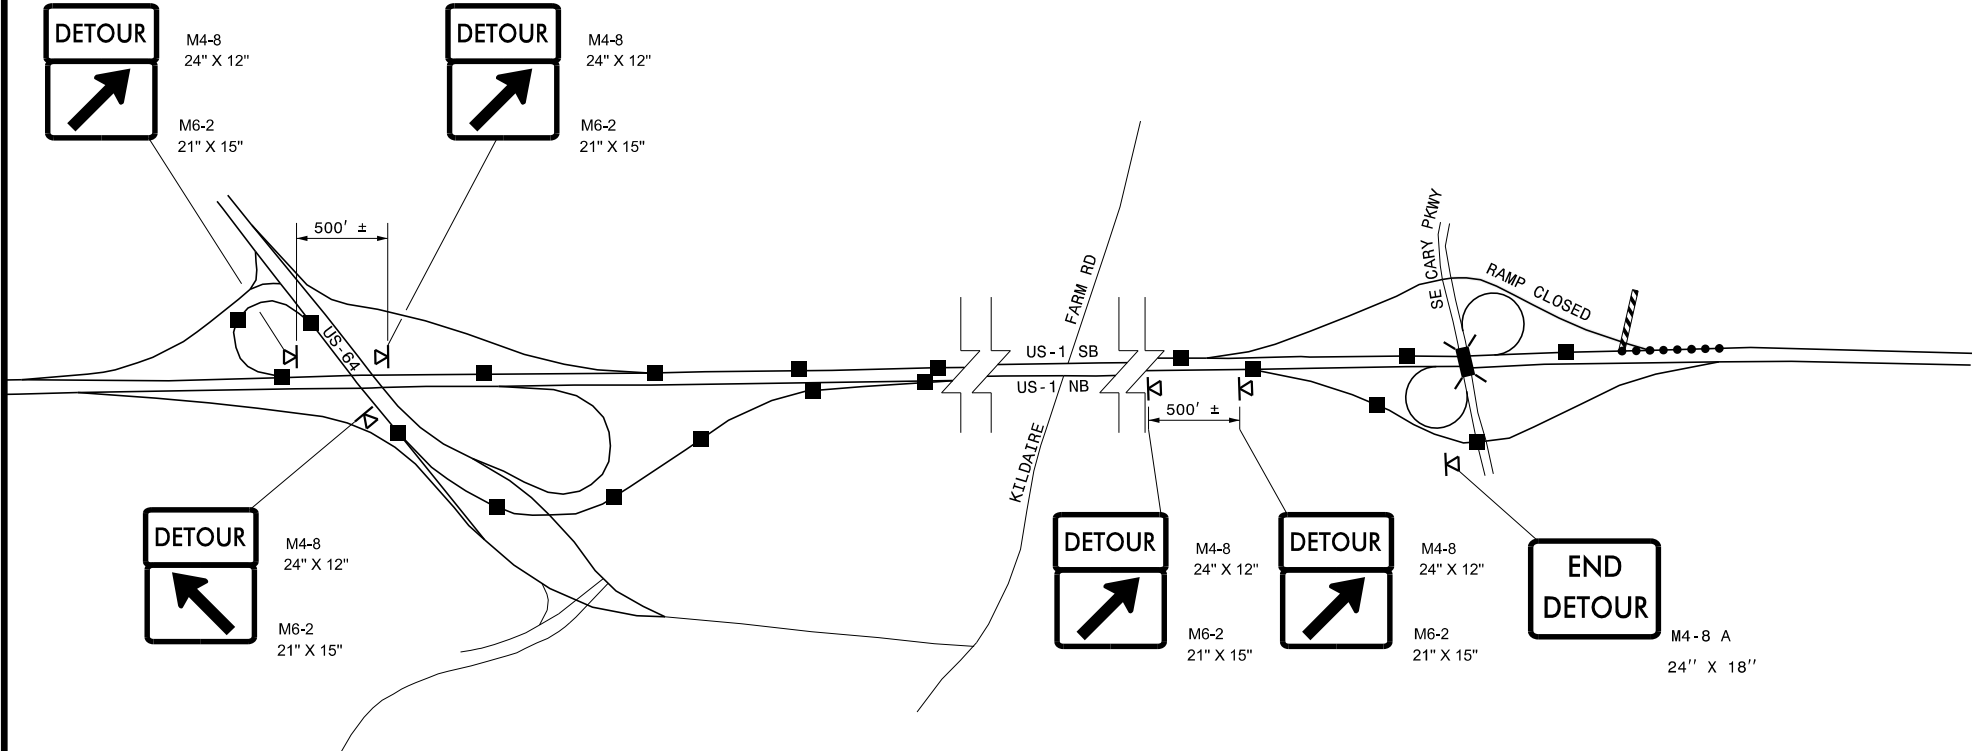 DETOUR
M4-8
24" X 12"
M6-2
21" X 15"
DETOUR
M4-8
24" X 12"
M6-2
21" X 15"
500' ±
US-64
FARM RD
US-1 SB
US-1 NB
KILDAIRE
500' ±
SE CARY PKWY
RAMP CLOSED
DETOUR
M4-8
24" X 12"
M6-2
21" X 15"
DETOUR
M4-8
24" X 12"
M6-2
21" X 15"
DETOUR
M4-8
24" X 12"
M6-2
21" X 15"
END
DETOUR
M4-8 A
24'' X 18''